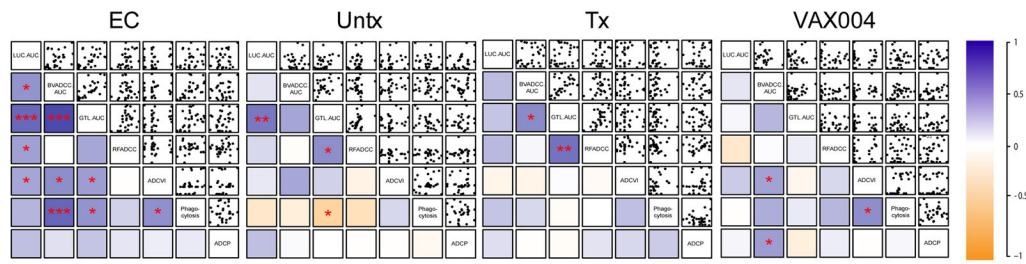 EC
Untx
Tx
VAX004
LUC.AUC
*
BVADCC
AUC
***
***
GTL.AUC
*
RFADCC
*
*
*
ADCVI
***
*
*
Phago-
cytosis
ADCP
LUC.AUC
BVADCC
AUC
**
GTL.AUC
*
RFADCC
ADCVI
*
Phago-
cytosis
ADCP
LUC.AUC
BVADCC
AUC
*
GTL.AUC
**
RFADCC
ADCVI
Phago-
cytosis
ADCP
LUC.AUC
BVADCC
AUC
GTL.AUC
RFADCC
*
ADCVI
*
Phago-
cytosis
*
ADCP
1
0.5
0
-0.5
-1